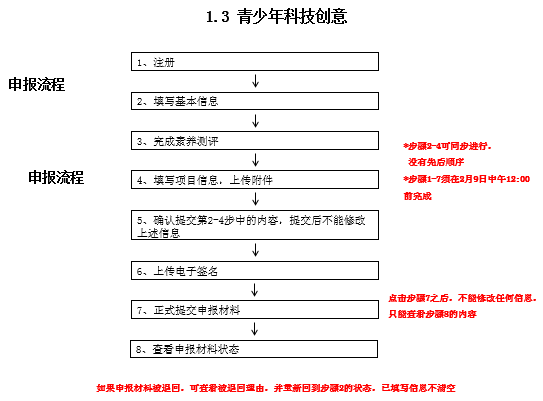 1.3 青少年科技创意
申报流程
1、注册
2、填写基本信息
3、完成素养测评
申报流程
4、填写项目信息，上传附件
*步骤2-4可同步进行，
没有先后顺序
*步骤1-7须在2月9日中午12:00
前完成
5、确认提交第2-4步中的内容，提交后不能修改
上述信息
6、上传电子签名
7、正式提交申报材料
点击步骤7之后，不能修改任何信息，
只能查看步骤8的内容
8、查看申报材料状态
如果申报材料被退回，可查看被退回理由，并重新回到步骤2的状态，已填写信息不清空